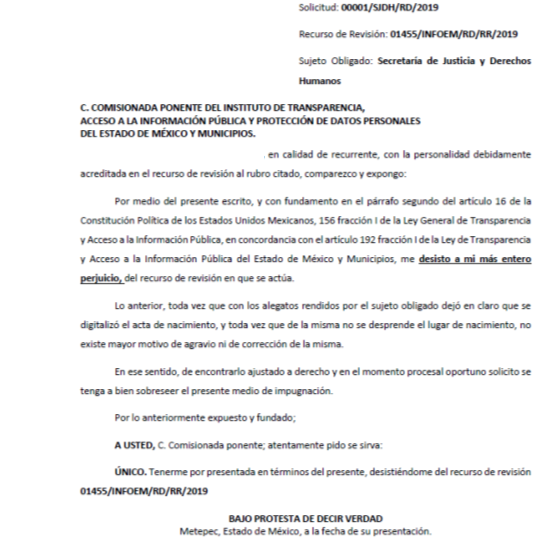 Solicitud: 00001/SJDH/RD/2019
Recurso de Revisión: 01455/INFOEM/RD/RR/2019
Sujeto Obligado: Secretaría de Justicia y Derechos
Humanos
C. COMISIONADA PONENTE DEL INSTITUTO DE TRANSPARENCIA,
ACCESO A LA INFORMACIÓN PÚBLICA Y PROTECCIÓN DE DATOS PERSONALES
DEL ESTADO DE MÉXICO Y MUNICIPIOS.
, en calidad de recurrente, con la personalidad debidamente
acreditada en el recurso de revisión al rubro citado, comparezco y expongo:
Por medio del presente escrito, y con fundamento en el párrafo segundo del artículo 16 de la
Constitución Política de los Estados Unidos Mexicanos, 156 fracción I de la Ley General de Transparencia
y Acceso a la Información Pública, en concordancia con el artículo 192 fracción I de la Ley de Transparencia
y Acceso a la Información Pública del Estado de México y Municipios, me desisto a mi más entero
perjuicio, del recurso de revisión en que se actúa.
Lo anterior, toda vez que con los alegatos rendidos por el sujeto obligado dejó en claro que se
digitalizó el acta de nacimiento, y toda vez que de la misma no se desprende el lugar de nacimiento, no
existe mayor motivo de agravio ni de corrección de la misma.
En ese sentido, de encontrarlo ajustado a derecho y en el momento procesal oportuno solicito se
tenga a bien sobreseer el presente medio de impugnación.
Por lo anteriormente expuesto y fundado;
A USTED, C. Comisionada ponente; atentamente pido se sirva:
ÚNICO. Tenerme por presentada en términos del presente, desistiéndome del recurso de revisión
01455/INFOEM/RD/RR/2019
BAJO PROTESTA DE DECIR VERDAD
Metepec, Estado de México, a la fecha de su presentación.